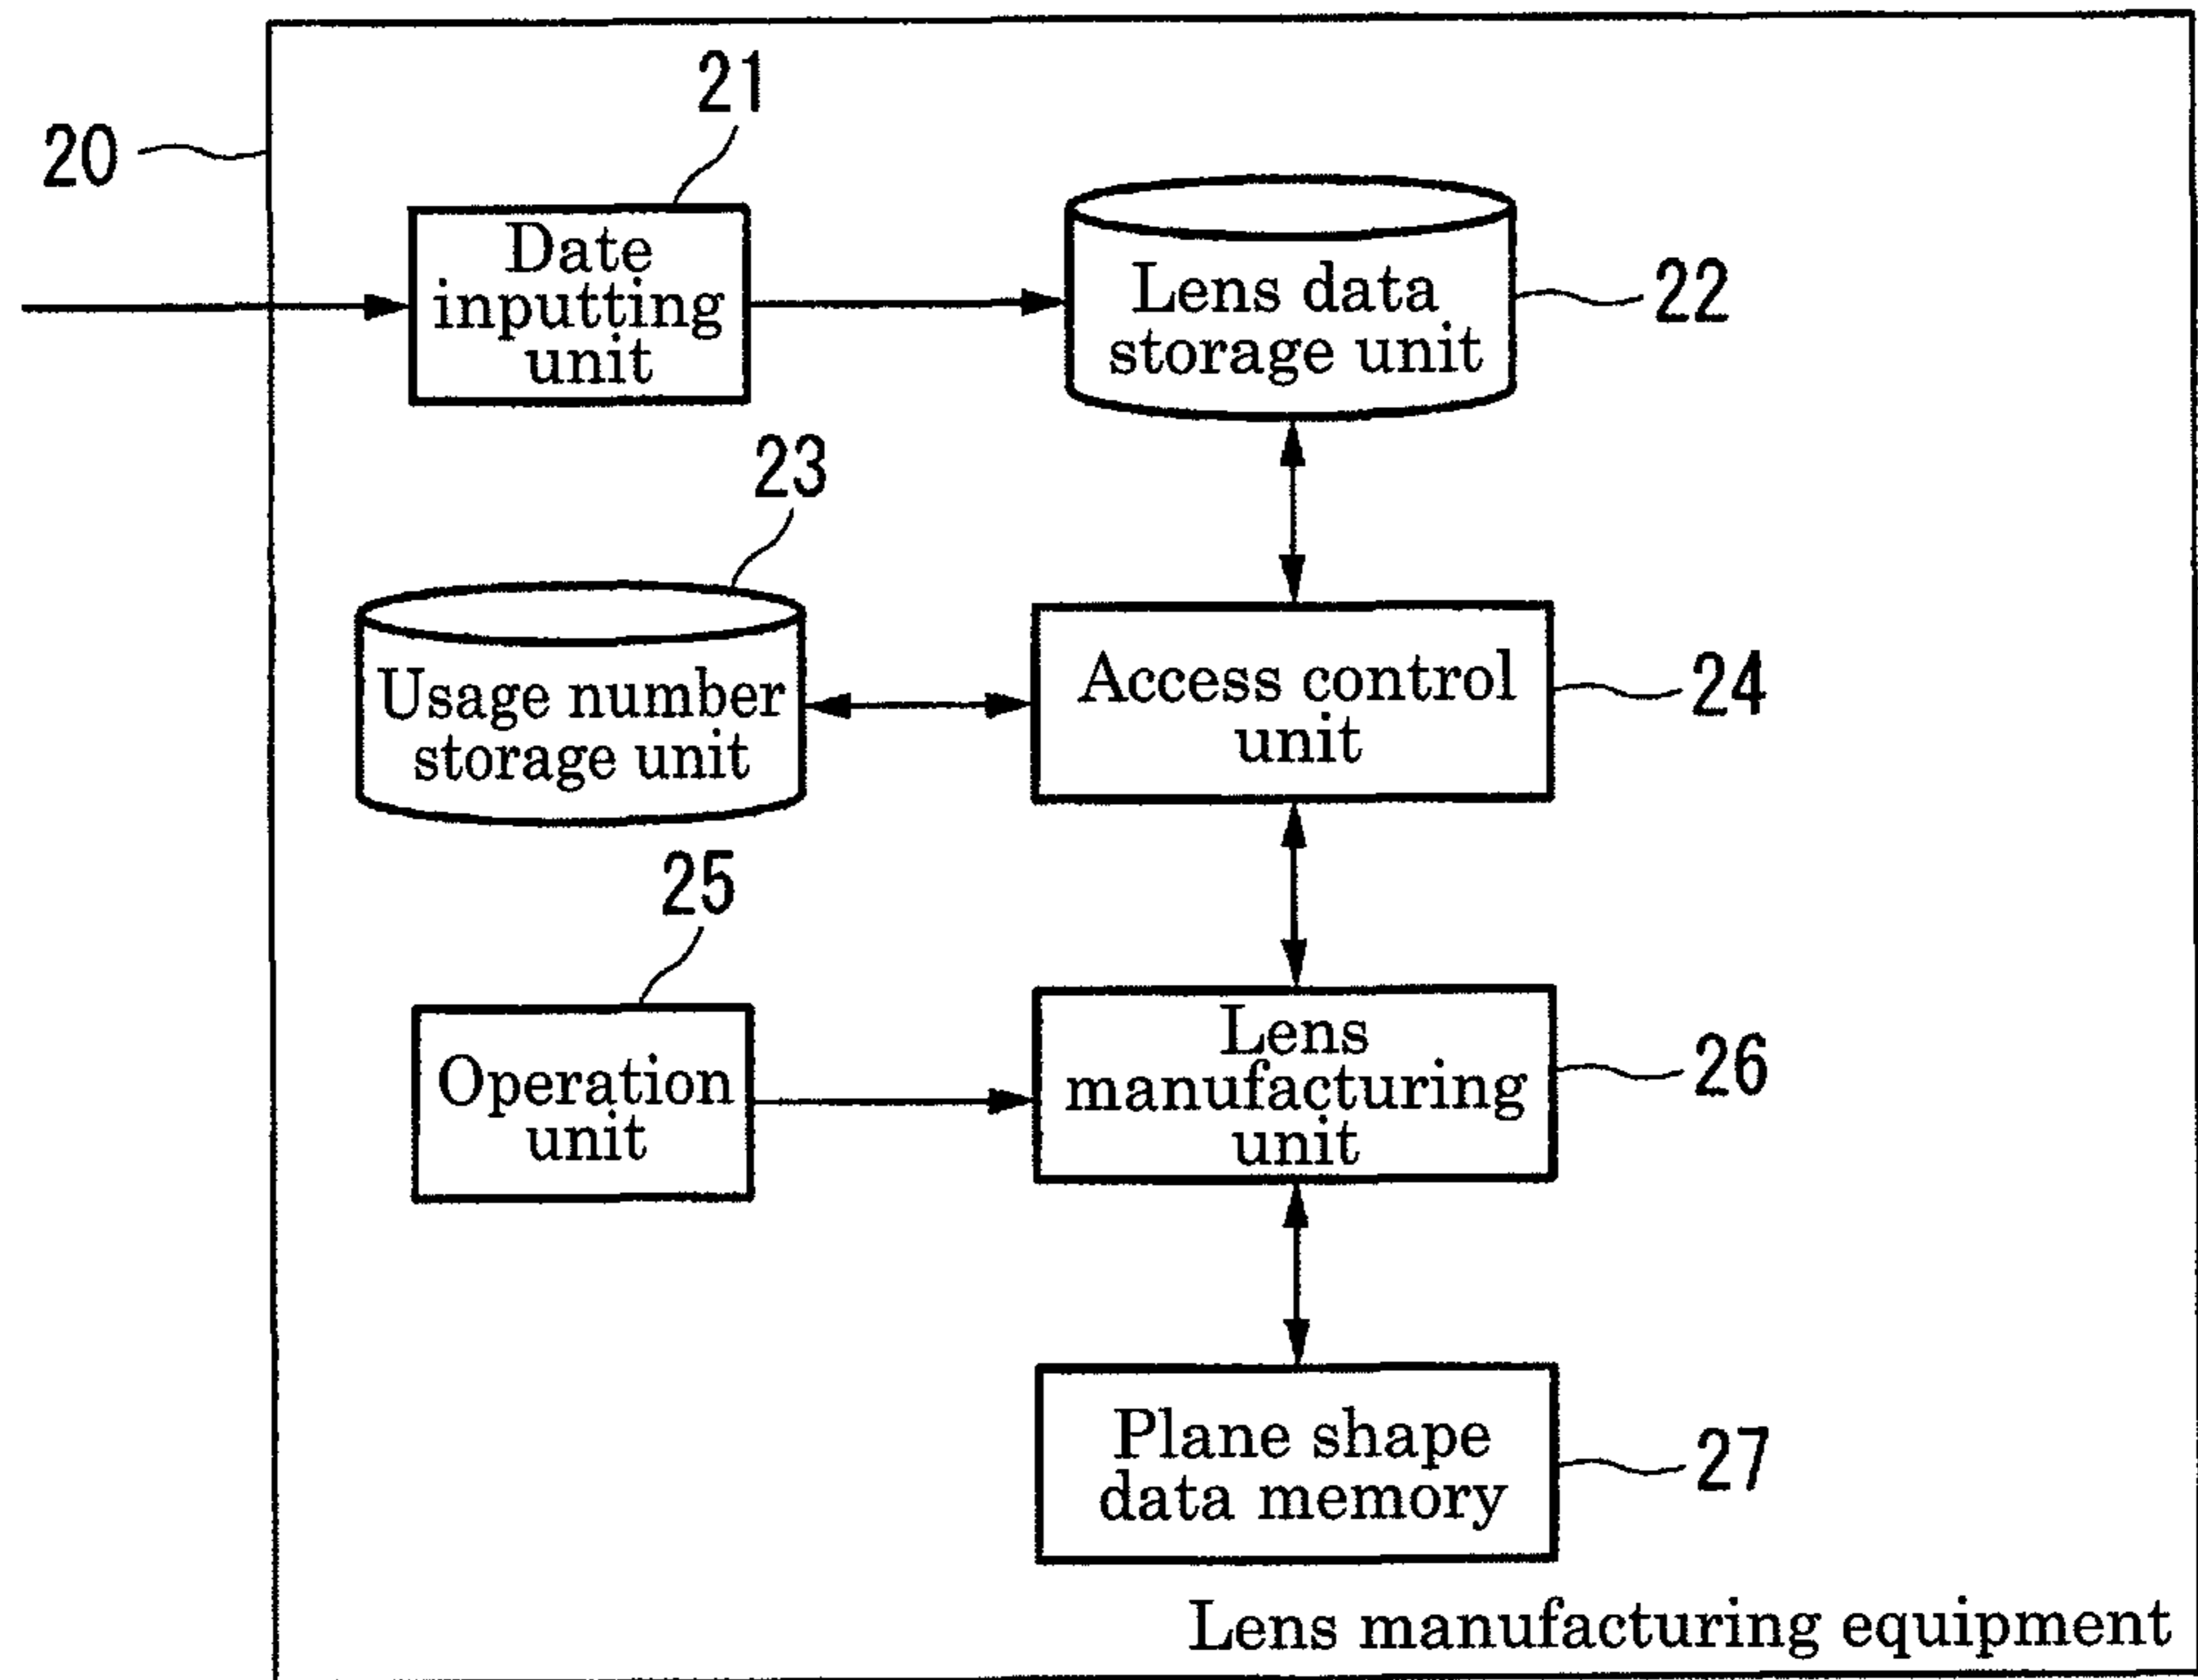 21
20
Date
inputting
unit
Lens data
storage unit
22
23
Usage number
storage unit
Access control
unit
24
25
Operation
unit
Lens
manufacturing
unit
26
Plane shape
data memory
27
Lens manufacturing equipment